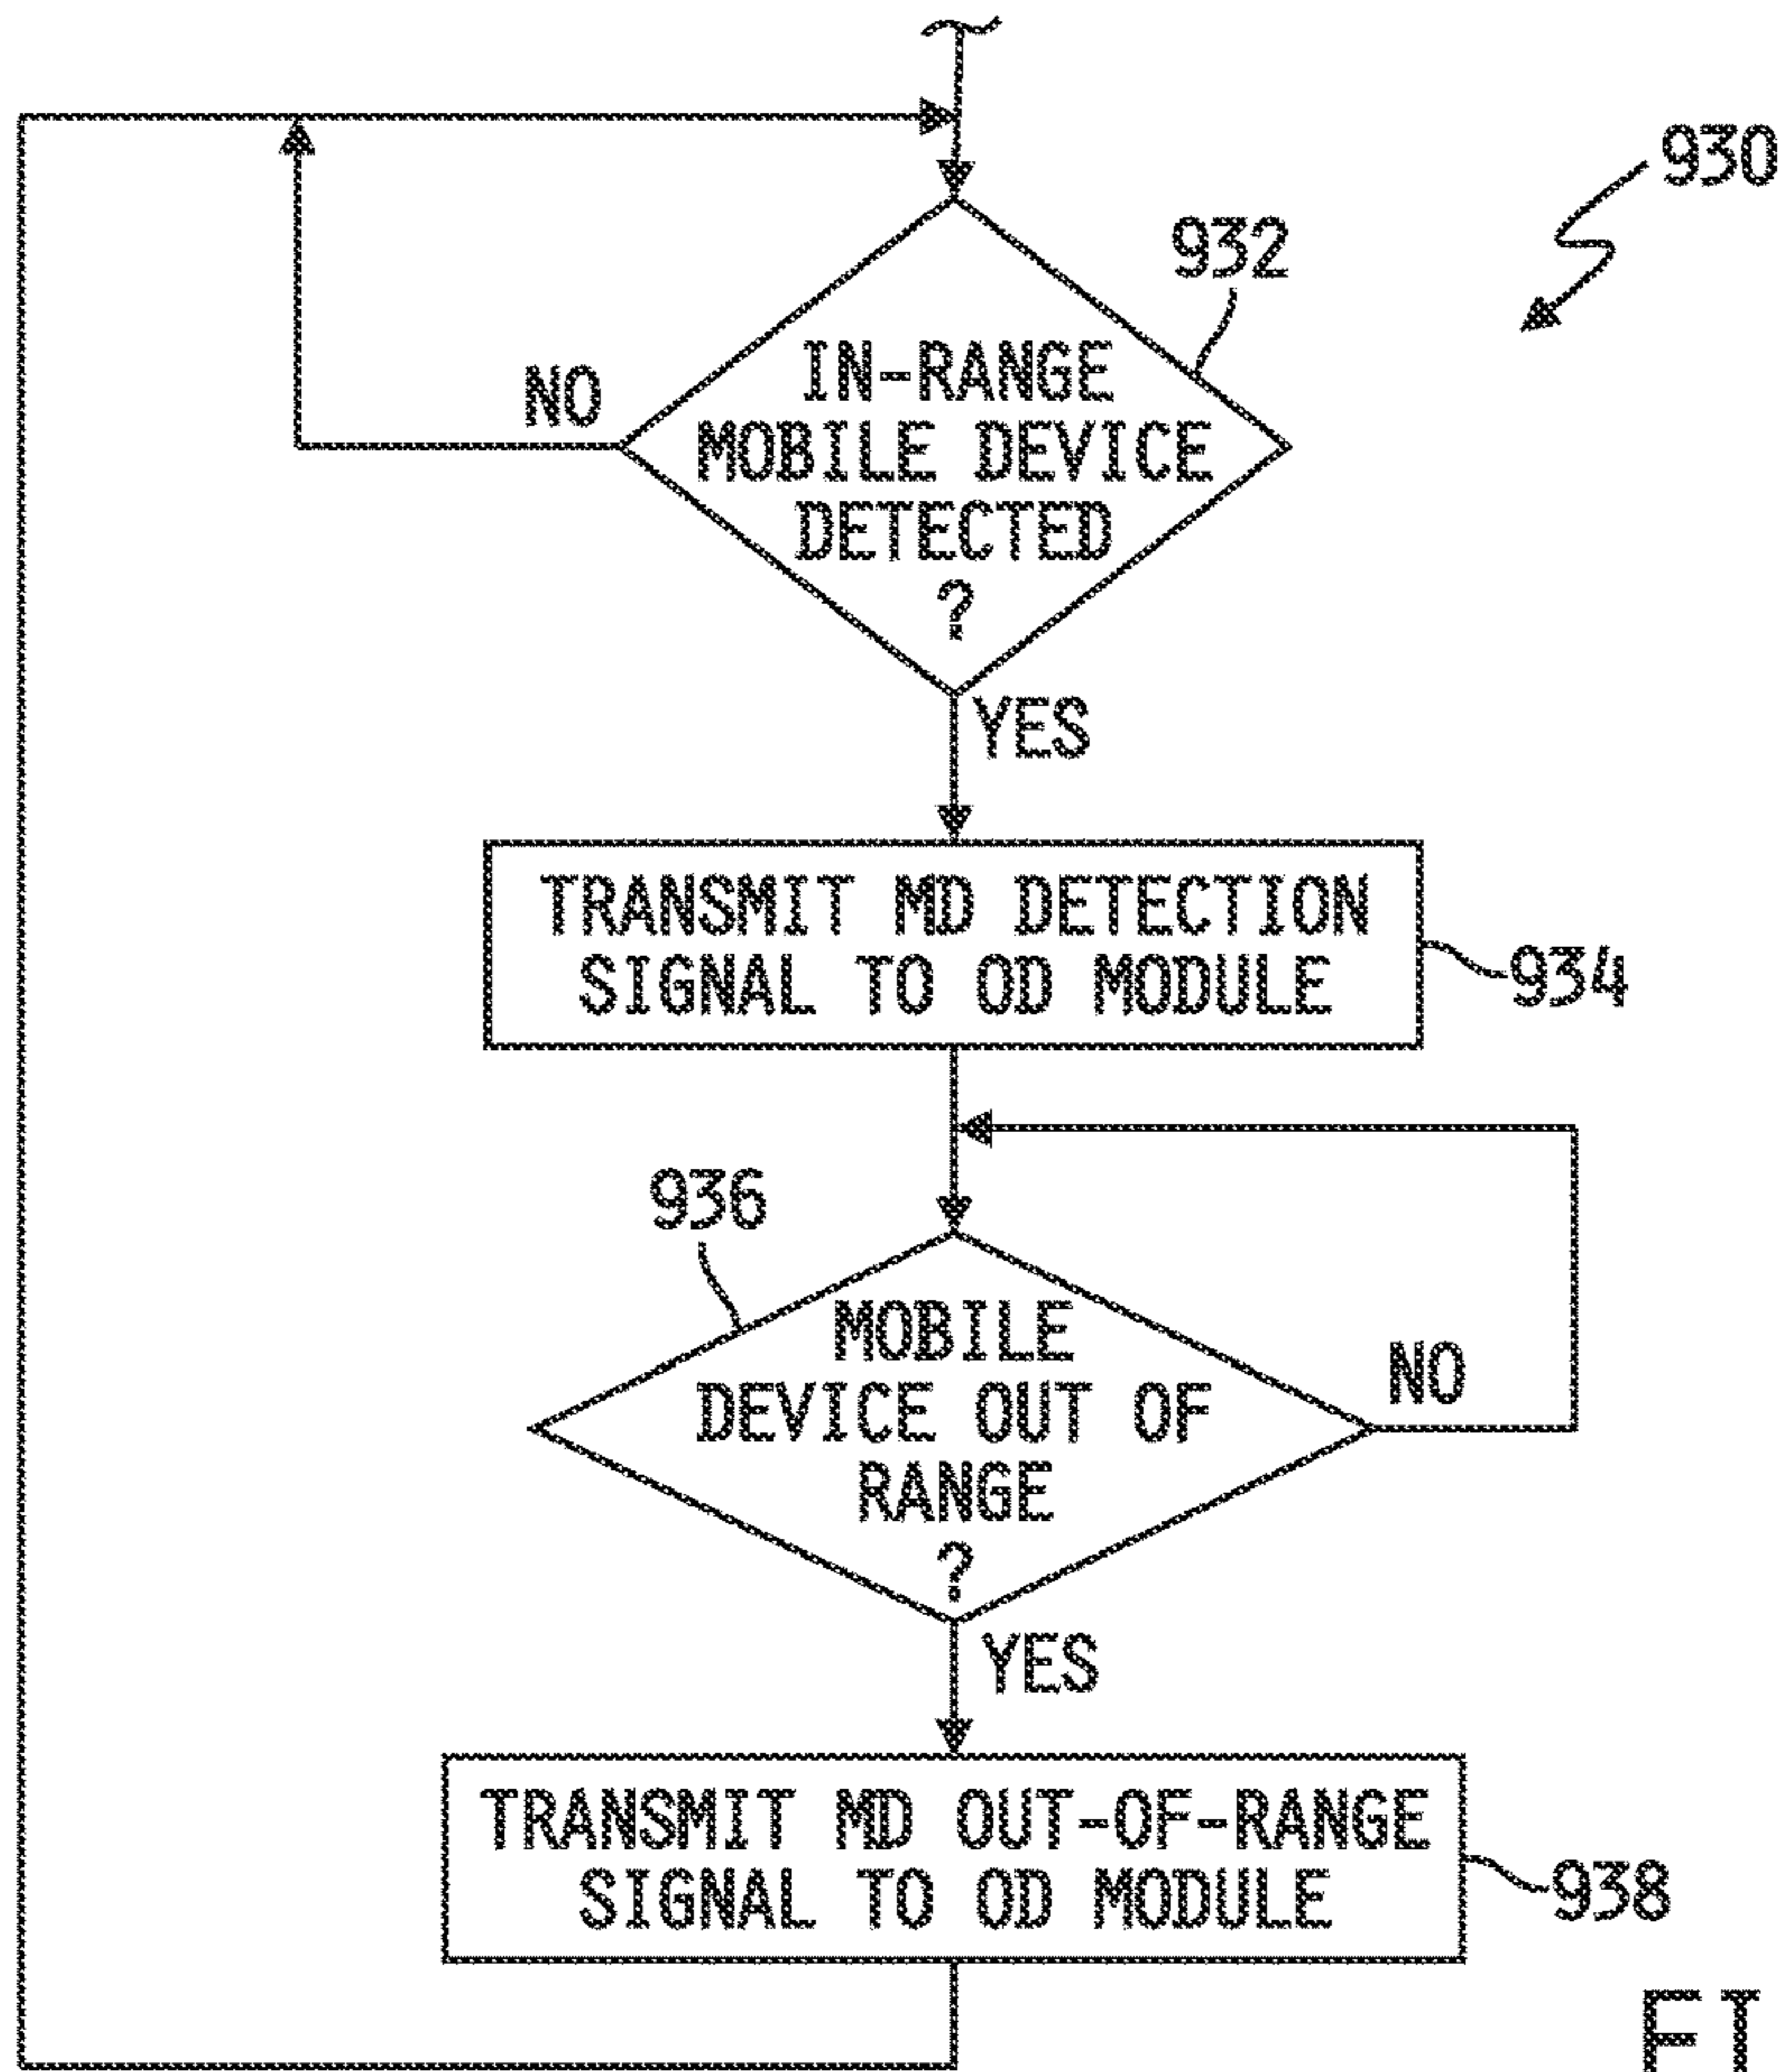 930
932
IN-RANGE
MOBILE DEVICE
DETECTED
?
NO
YES
TRANSMIT MD DETECTION
SIGNAL TO OD MODULE
934
936
MOBILE
DEVICE OUT OF
RANGE
?
NO
YES
TRANSMIT MD OUT-OF-RANGE
SIGNAL TO OD MODULE
938